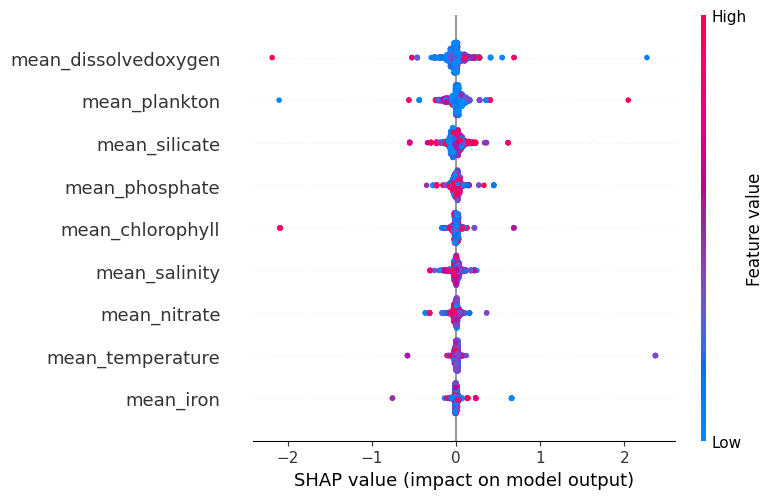 High
mean_dissolvedoxygen
mean_plankton
mean_silicate
mean_phosphate
mean_chlorophyll
mean_salinity
mean_nitrate
mean_temperature
mean_iron
Feature value
Low
−2
−1
0
1
2
SHAP value (impact on model output)